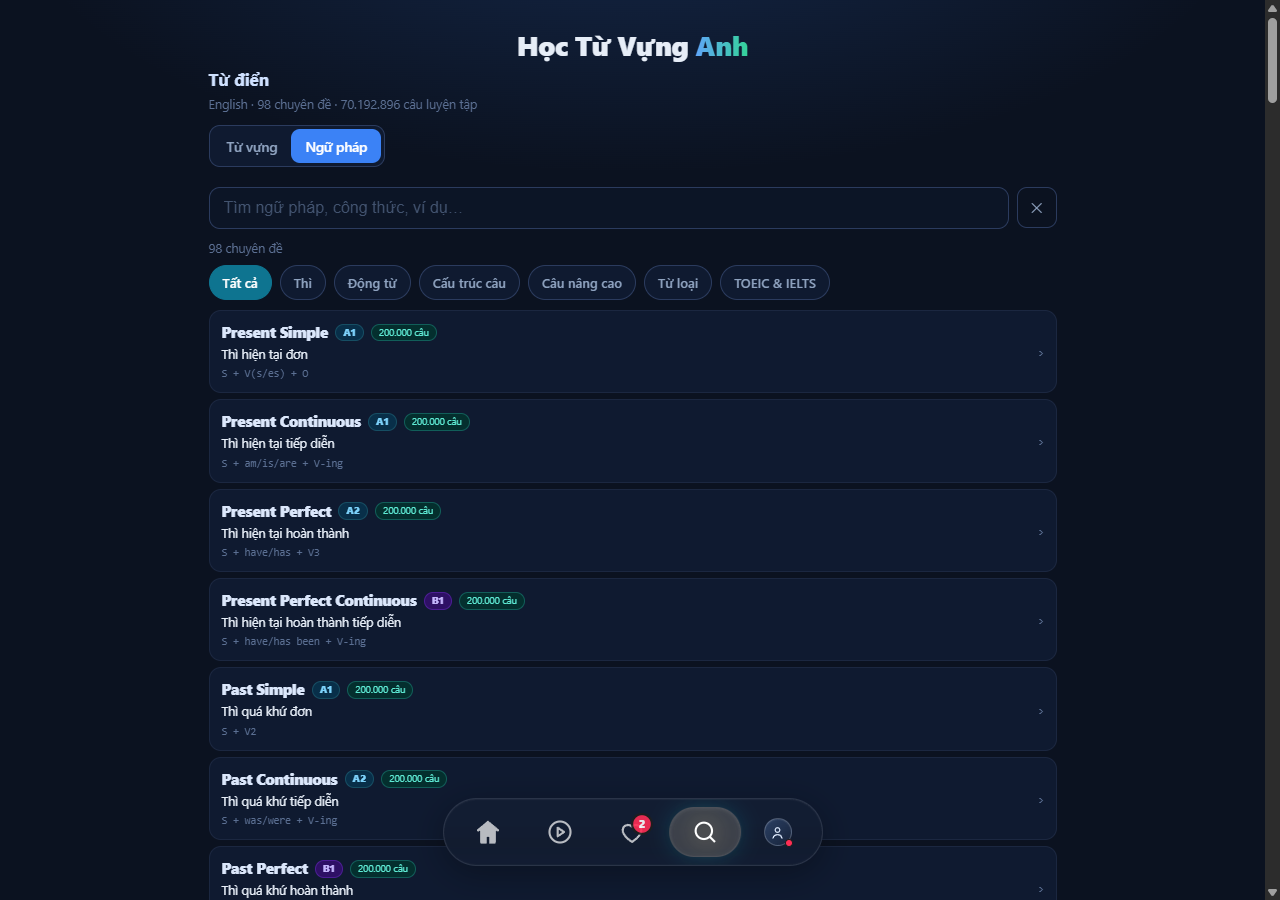 Học Từ Vựng Anh
Từ điển
English · 98 chuyên đề · 70.192.896 câu luyện tập
Từ vựng Ngữ pháp
Tìm ngữ pháp, công thức, ví dụ...
98 chuyên đề
Tất cả Thì Động từ Cấu trúc câu Câu nâng cao Từ loại TOEIC & IELTS
Present Simple A1 200.000 câu
Thì hiện tại đơn
S + V(s/es) + O
Present Continuous A1 200.000 câu
Thì hiện tại tiếp diễn
S + am/is/are + V-ing
Present Perfect A2 200.000 câu
Thì hiện tại hoàn thành
S + have/has + V3
Present Perfect Continuous B1 200.000 câu
Thì hiện tại hoàn thành tiếp diễn
S + have/has been + V-ing
Past Simple A1 200.000 câu
Thì quá khứ đơn
S + V2
Past Continuous A2 200.000 câu
Thì quá khứ tiếp diễn
S + was/were + V-ing
2
Past Perfect B1 200.000 câu
Thì quá khứ hoàn thành